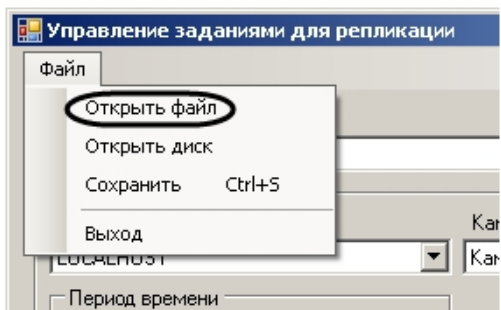 Управление заданиями для репликации
Файл
Открыть файл
Открыть диск
Сохранить Ctrl+S
Выход
LOCALHOST
Период времени